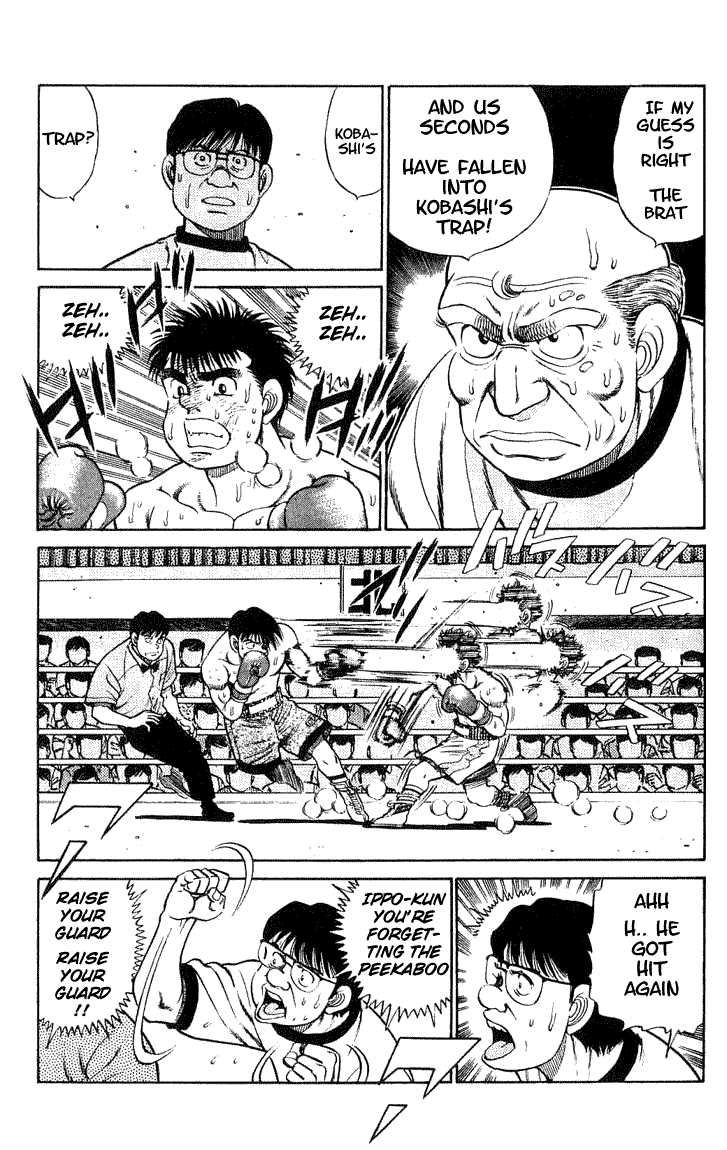 IF MY
GUESS
IS
RIGHT
THE
BRAT
AND US
SECONDS
HAVE FALLEN
INTO
KOBASHI'S
TRAP!
KOBA-
SHI'S
TRAP?
ZEH..
ZEH..
ZEH..
ZEH..
北
AHH
H.. HE
GOT
HIT
AGAIN
IPPO-KUN
YOU'RE
FORGET-
TING THE
PEEKABOO
RAISE
YOUR
GUARD
RAISE
YOUR
GUARD
!!